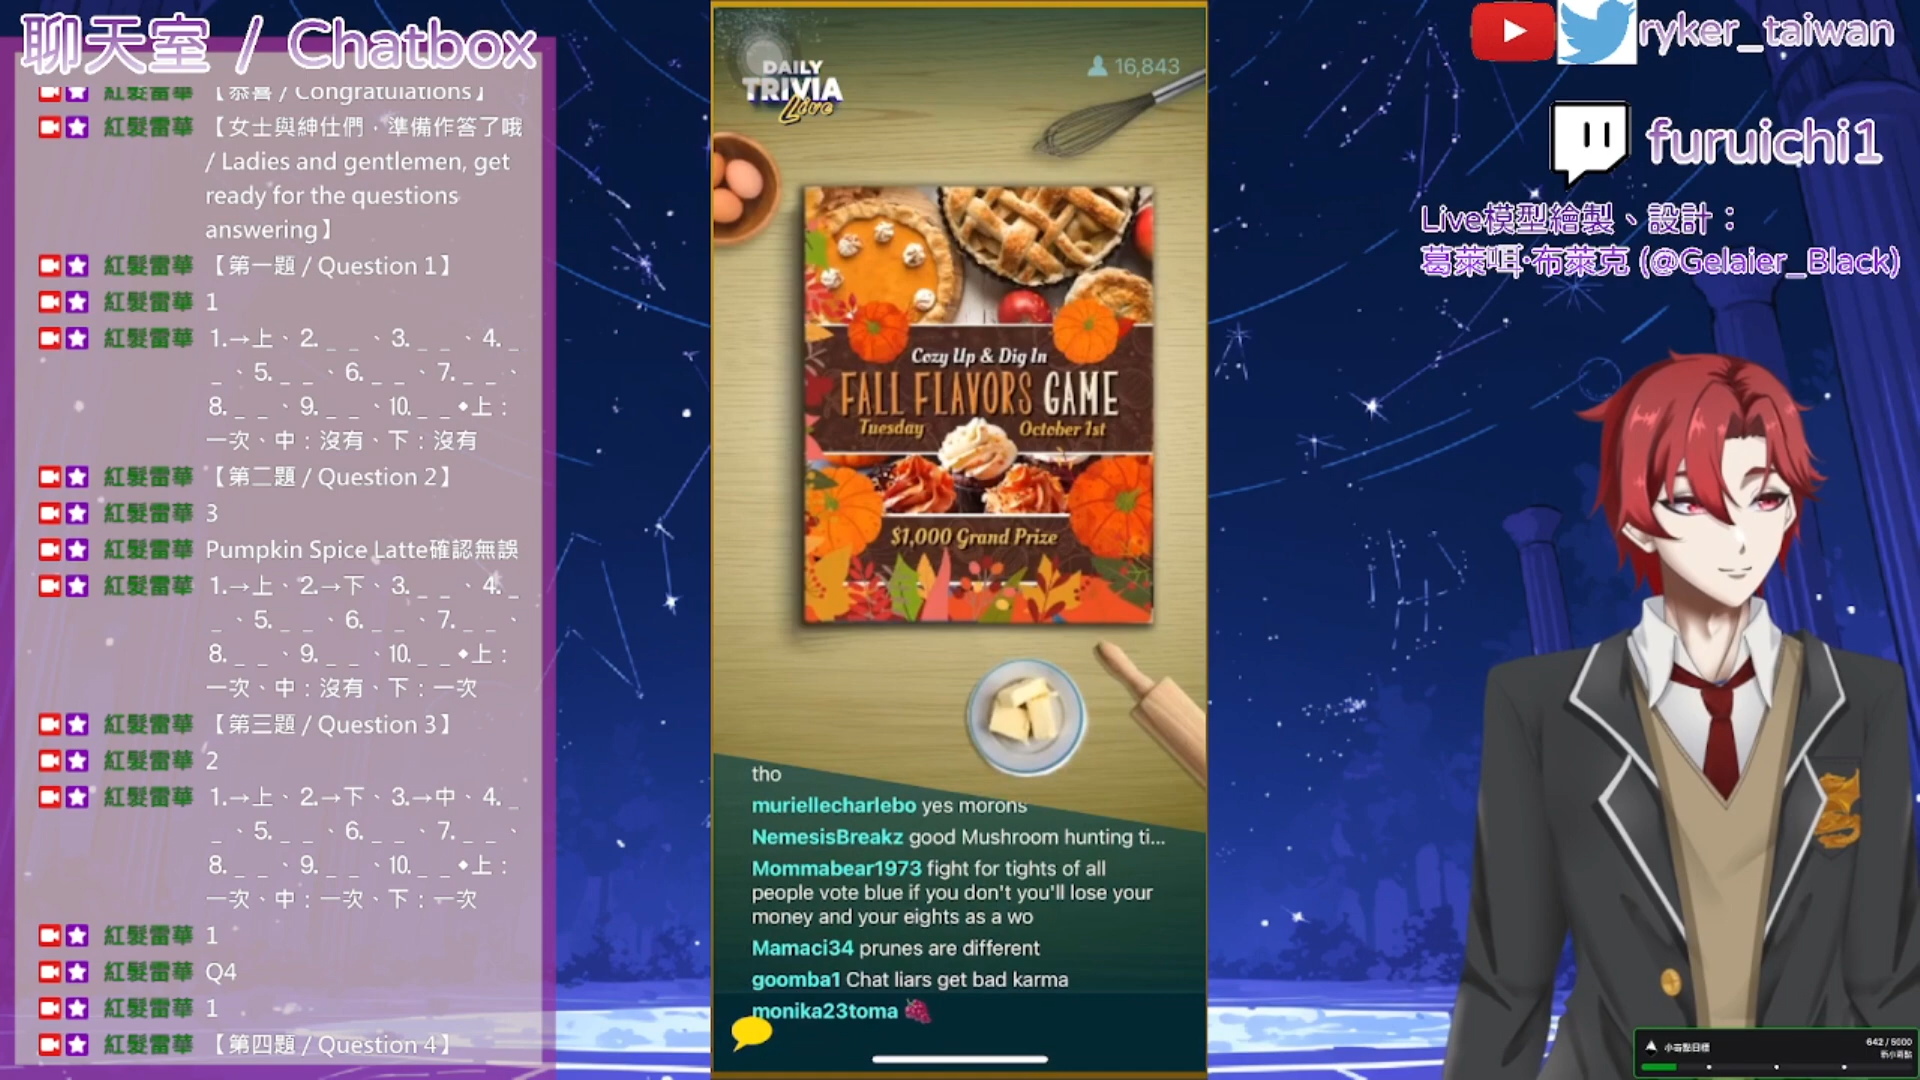 聊天室 / Chatbox
紅髮雷華 【恭喜 / Congratulations】
紅髮雷華 【女士與紳仕們,準備作答了哦
/ Ladies and gentlemen, get
ready for the questions
answering】
紅髮雷華 【第一題 / Question 1】
紅髮雷華 1
紅髮雷華 1.→上、2. _ _ 、3. _ _ 、4. _
_ 、5. _ _ 、6. _ _ 、7. _ _ 、
8. _ _ 、9. _ _ 、10. _ _ ◆上:
一次、中:沒有、下:沒有
紅髮雷華 【第二題 / Question 2】
紅髮雷華 3
紅髮雷華 Pumpkin Spice Latte確認無誤
紅髮雷華 1.→上、2.→下、3. _ _ 、4. _
_ 、5. _ _ 、6. _ _ 、7. _ _ 、
8. _ _ 、9. _ _ 、10. _ _ ◆上:
一次、中:沒有、下:一次
紅髮雷華 【第三題 / Question 3】
紅髮雷華 2
紅髮雷華 1.→上、2.→下、3.→中、4. _
_ 、5. _ _ 、6. _ _ 、7. _ _ 、
8. _ _ 、9. _ _ 、10. _ _ ◆上:
一次、中:一次、下:一次
紅髮雷華 1
紅髮雷華 Q4
紅髮雷華 1
紅髮雷華 【第四題 / Question 4】
DAILY
TRIVIA
Live
16,843
Cozy Up & Dig In
FALL FLAVORS GAME
Tuesday October 1st
$1,000 Grand Prize
tho
muriellecharlebo yes morons
NemesisBreakz good Mushroom hunting ti...
Mommabear1973 fight for tights of all
people vote blue if you don't you'll lose your
money and your eights as a wo
Mamaci34 prunes are different
goomba1 Chat liars get bad karma
monika23toma
ryker_taiwan
furuichi1
Live模型繪製、設計:
葛萊咡·布萊克 (@Gelaier_Black)
642 / 5000